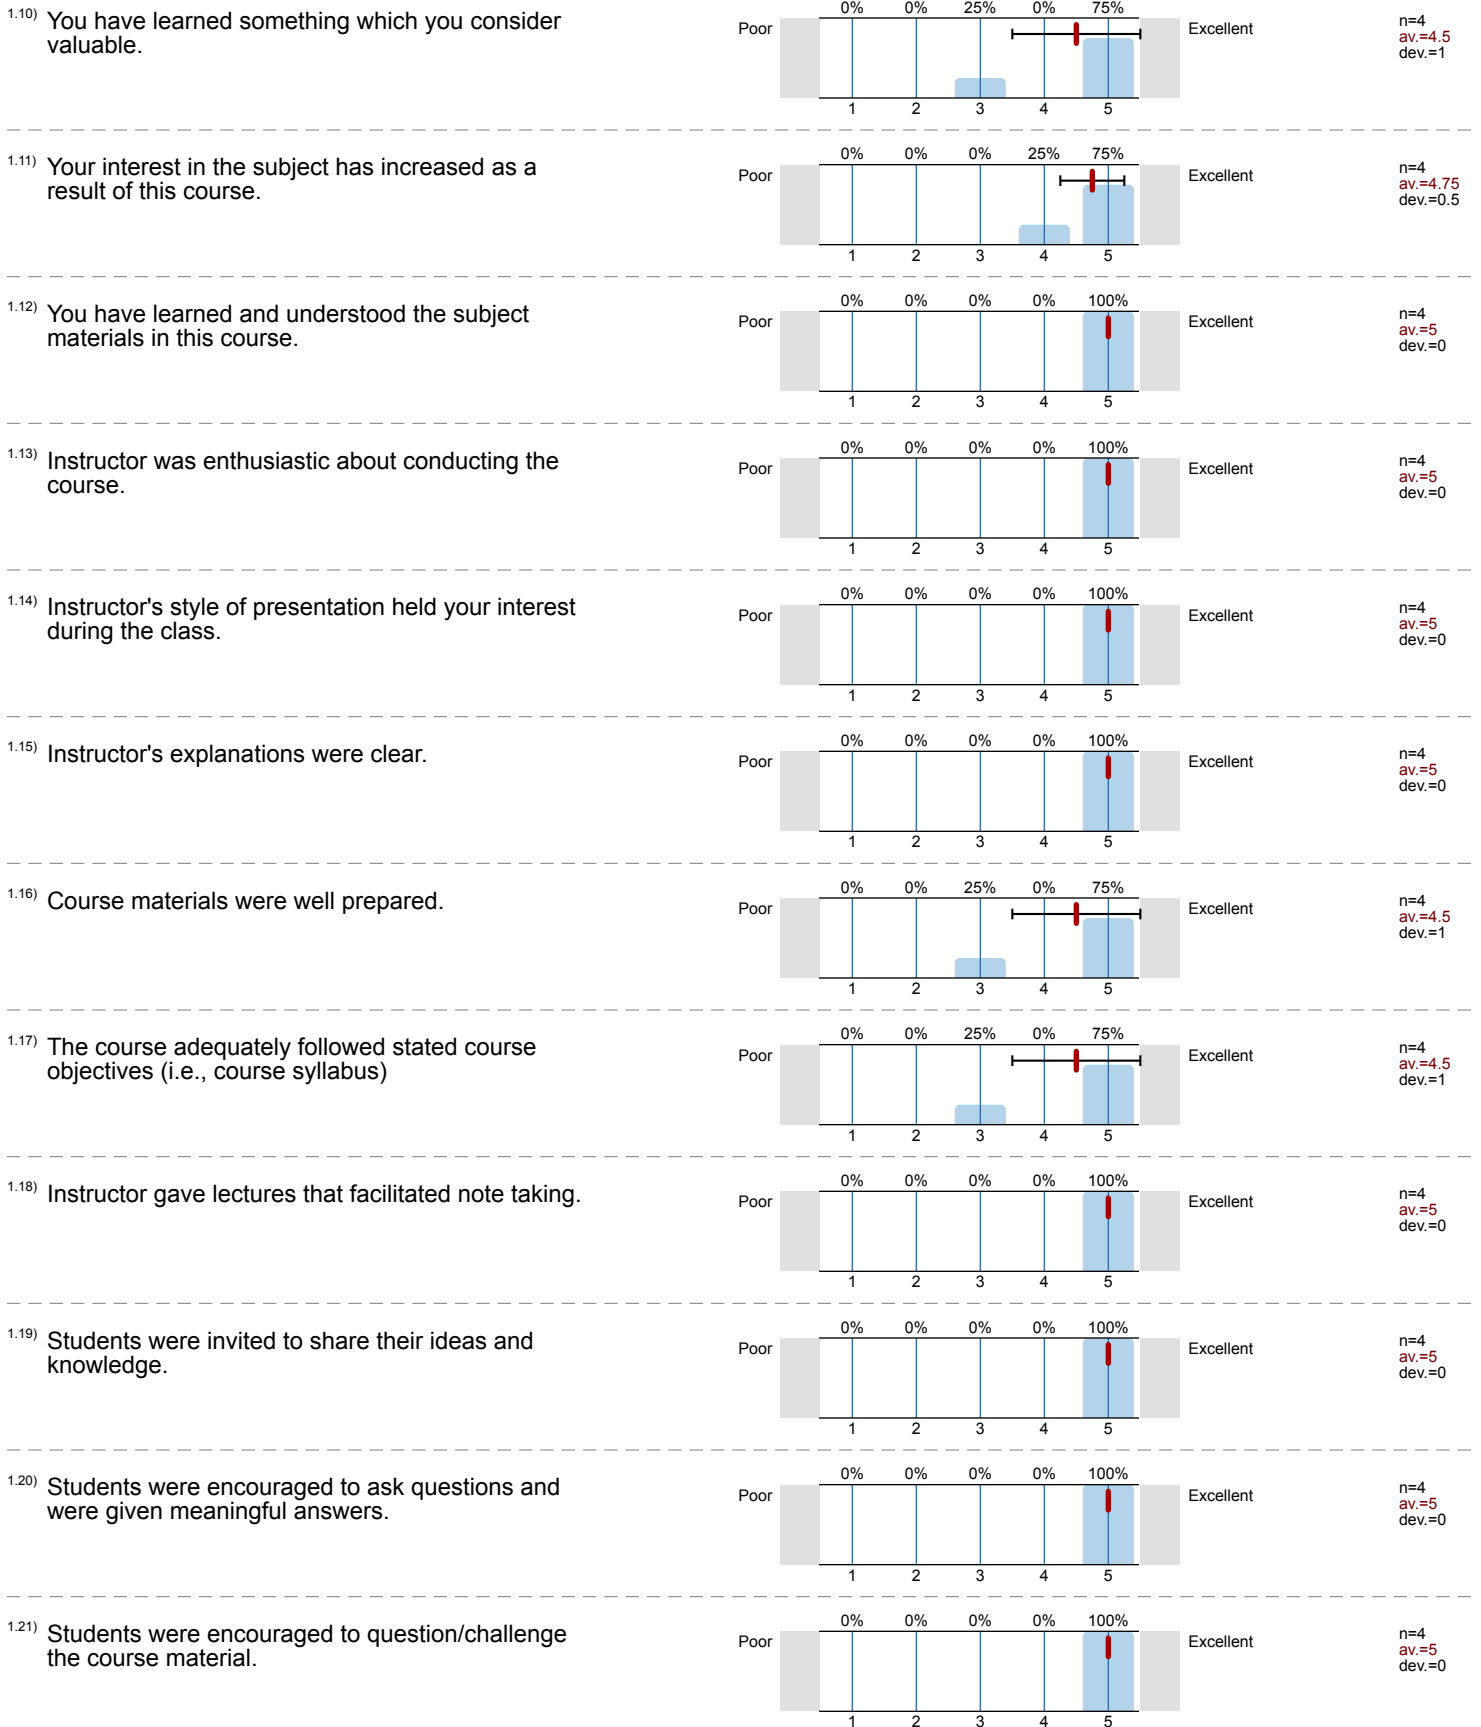 1.10) You have learned something which you consider valuable.
0% 0% 25% 0% 75%
Poor Excellent
n=4
av.=4.5
dev.=1
1 2 3 4 5
1.11) Your interest in the subject has increased as a result of this course.
0% 0% 0% 25% 75%
Poor Excellent
n=4
av.=4.75
dev.=0.5
1 2 3 4 5
1.12) You have learned and understood the subject materials in this course.
0% 0% 0% 0% 100%
Poor Excellent
n=4
av.=5
dev.=0
1 2 3 4 5
1.13) Instructor was enthusiastic about conducting the course.
0% 0% 0% 0% 100%
Poor Excellent
n=4
av.=5
dev.=0
1 2 3 4 5
1.14) Instructor's style of presentation held your interest during the class.
0% 0% 0% 0% 100%
Poor Excellent
n=4
av.=5
dev.=0
1 2 3 4 5
1.15) Instructor's explanations were clear.
0% 0% 0% 0% 100%
Poor Excellent
n=4
av.=5
dev.=0
1 2 3 4 5
1.16) Course materials were well prepared.
0% 0% 25% 0% 75%
Poor Excellent
n=4
av.=4.5
dev.=1
1 2 3 4 5
1.17) The course adequately followed stated course objectives (i.e., course syllabus)
0% 0% 25% 0% 75%
Poor Excellent
n=4
av.=4.5
dev.=1
1 2 3 4 5
1.18) Instructor gave lectures that facilitated note taking.
0% 0% 0% 0% 100%
Poor Excellent
n=4
av.=5
dev.=0
1 2 3 4 5
1.19) Students were invited to share their ideas and knowledge.
0% 0% 0% 0% 100%
Poor Excellent
n=4
av.=5
dev.=0
1 2 3 4 5
1.20) Students were encouraged to ask questions and were given meaningful answers.
0% 0% 0% 0% 100%
Poor Excellent
n=4
av.=5
dev.=0
1 2 3 4 5
1.21) Students were encouraged to question/challenge the course material.
0% 0% 0% 0% 100%
Poor Excellent
n=4
av.=5
dev.=0
1 2 3 4 5